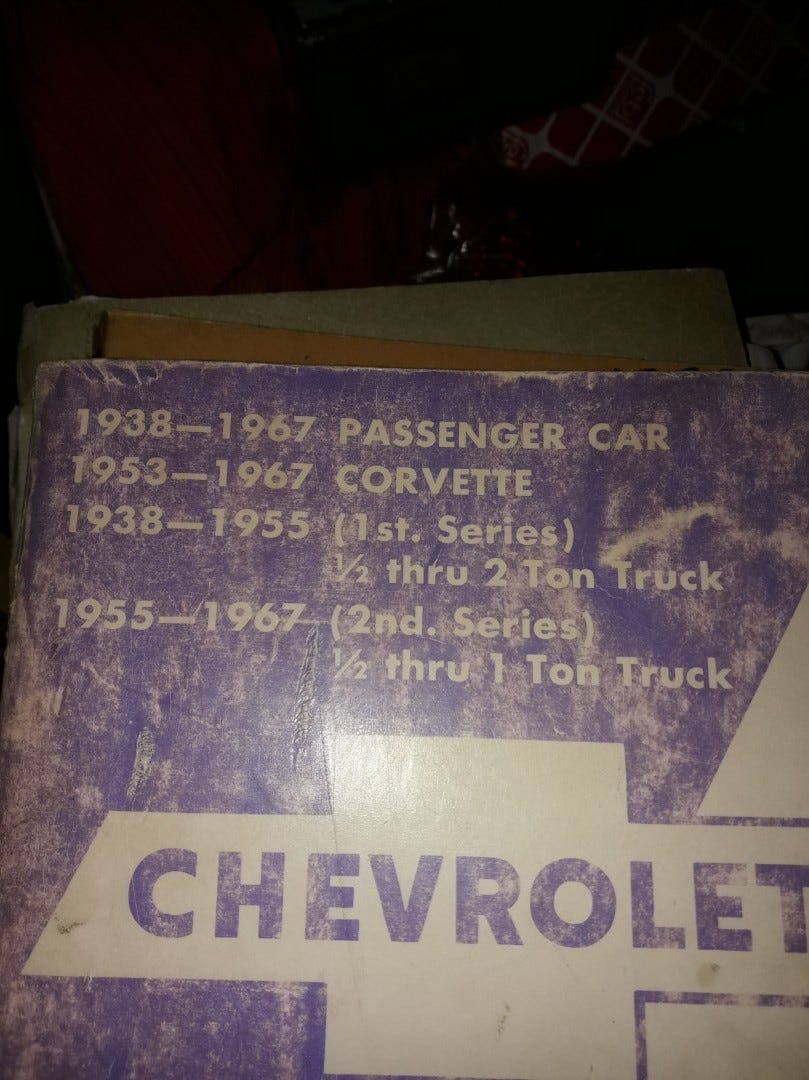 1938—1967 PASSENGER CAR
1953—1967 CORVETTE
1938—1955 (1st. Series)
½ thru 2 Ton Truck
1955—1967 (2nd. Series)
½ thru 1 Ton Truck
CHEVROLET